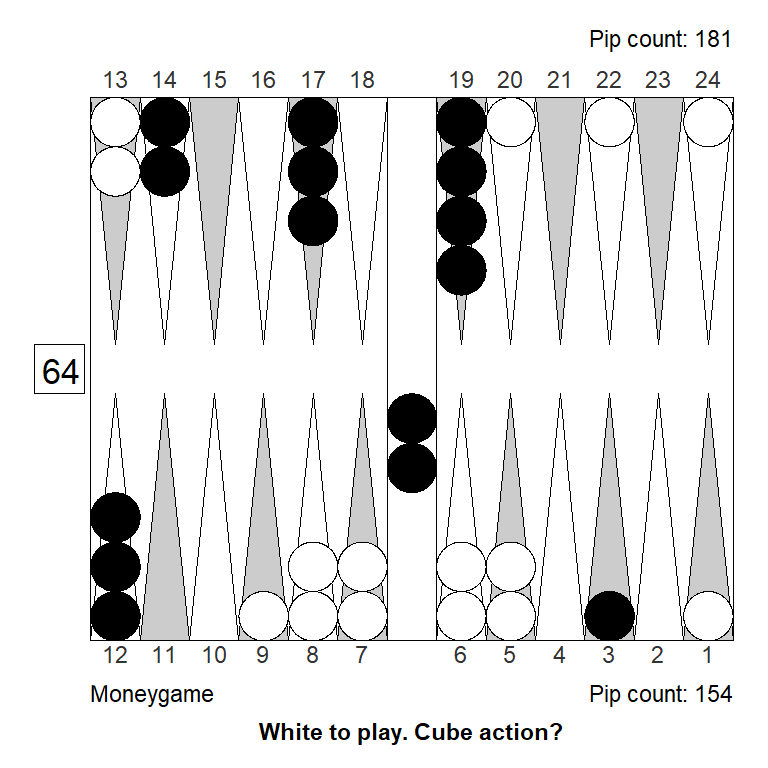 Pip count: 181
13 14 15 16 17 18 19 20 21 22 23 24
64
12 11 10 9 8 7 6 5 4 3 2 1
Moneygame Pip count: 154
White to play. Cube action?